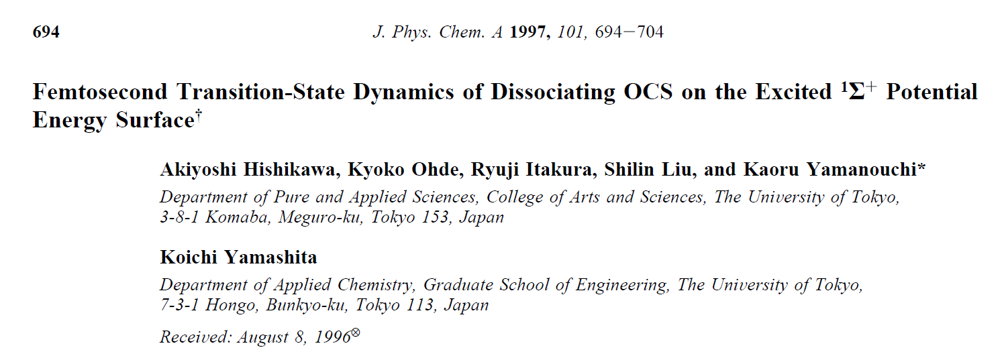 694 J. Phys. Chem. A 1997, 101, 694−704
Femtosecond Transition-State Dynamics of Dissociating OCS on the Excited ¹Σ⁺ Potential
Energy Surface†
Akiyoshi Hishikawa, Kyoko Ohde, Ryuji Itakura, Shilin Liu, and Kaoru Yamanouchi*
Department of Pure and Applied Sciences, College of Arts and Sciences, The University of Tokyo,
3-8-1 Komaba, Meguro-ku, Tokyo 153, Japan
Koichi Yamashita
Department of Applied Chemistry, Graduate School of Engineering, The University of Tokyo,
7-3-1 Hongo, Bunkyo-ku, Tokyo 113, Japan
Received: August 8, 1996⊗